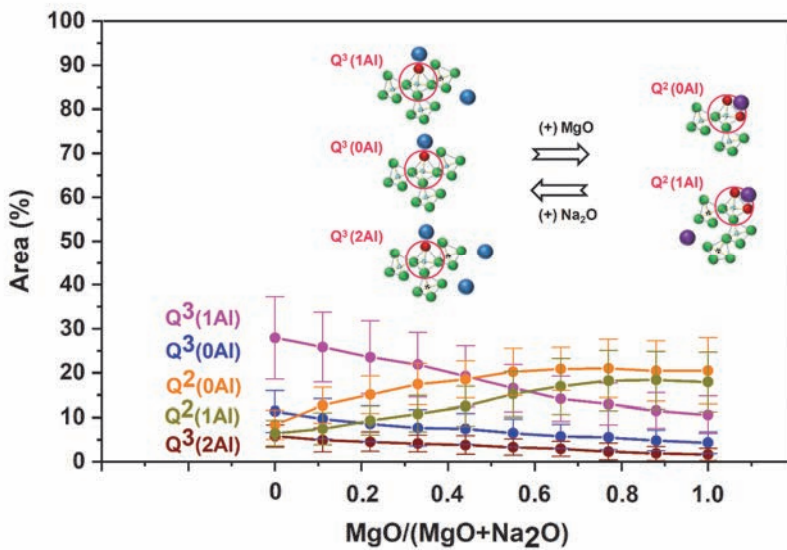 100
90
80
70
60
50
40
30
20
10
0
Area (%)
Q³(1Al)
Q³(0Al)
Q³(2Al)
(+) MgO
(+) Na₂O
Q²(0Al)
Q²(1Al)
Q³(1Al)
Q³(0Al)
Q²(0Al)
Q²(1Al)
Q³(2Al)
0 0.2 0.4 0.6 0.8 1.0
MgO/(MgO+Na₂O)